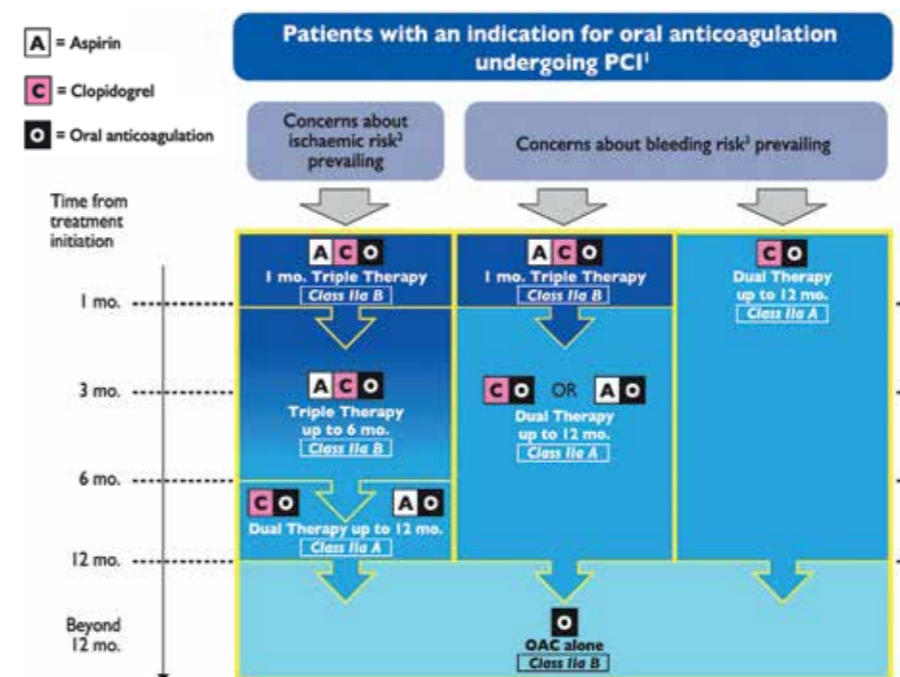 A = Aspirin
C = Clopidogrel
O = Oral anticoagulation
Patients with an indication for oral anticoagulation
undergoing PCI¹
Concerns about
ischaemic risk²
prevailing
Concerns about bleeding risk³ prevailing
Time from
treatment
initiation
A C O
1 mo. Triple Therapy
Class IIa B
A C O
1 mo. Triple Therapy
Class IIa B
C O
Dual Therapy
up to 12 mo.
Class IIa A
1 mo.
3 mo.
A C O
Triple Therapy
up to 6 mo.
Class IIa B
C O OR A O
Dual Therapy
up to 12 mo.
Class IIa A
6 mo.
C O A O
Dual Therapy up to 12 mo.
Class IIa A
12 mo.
Beyond
12 mo.
O
OAC alone
Class IIa B